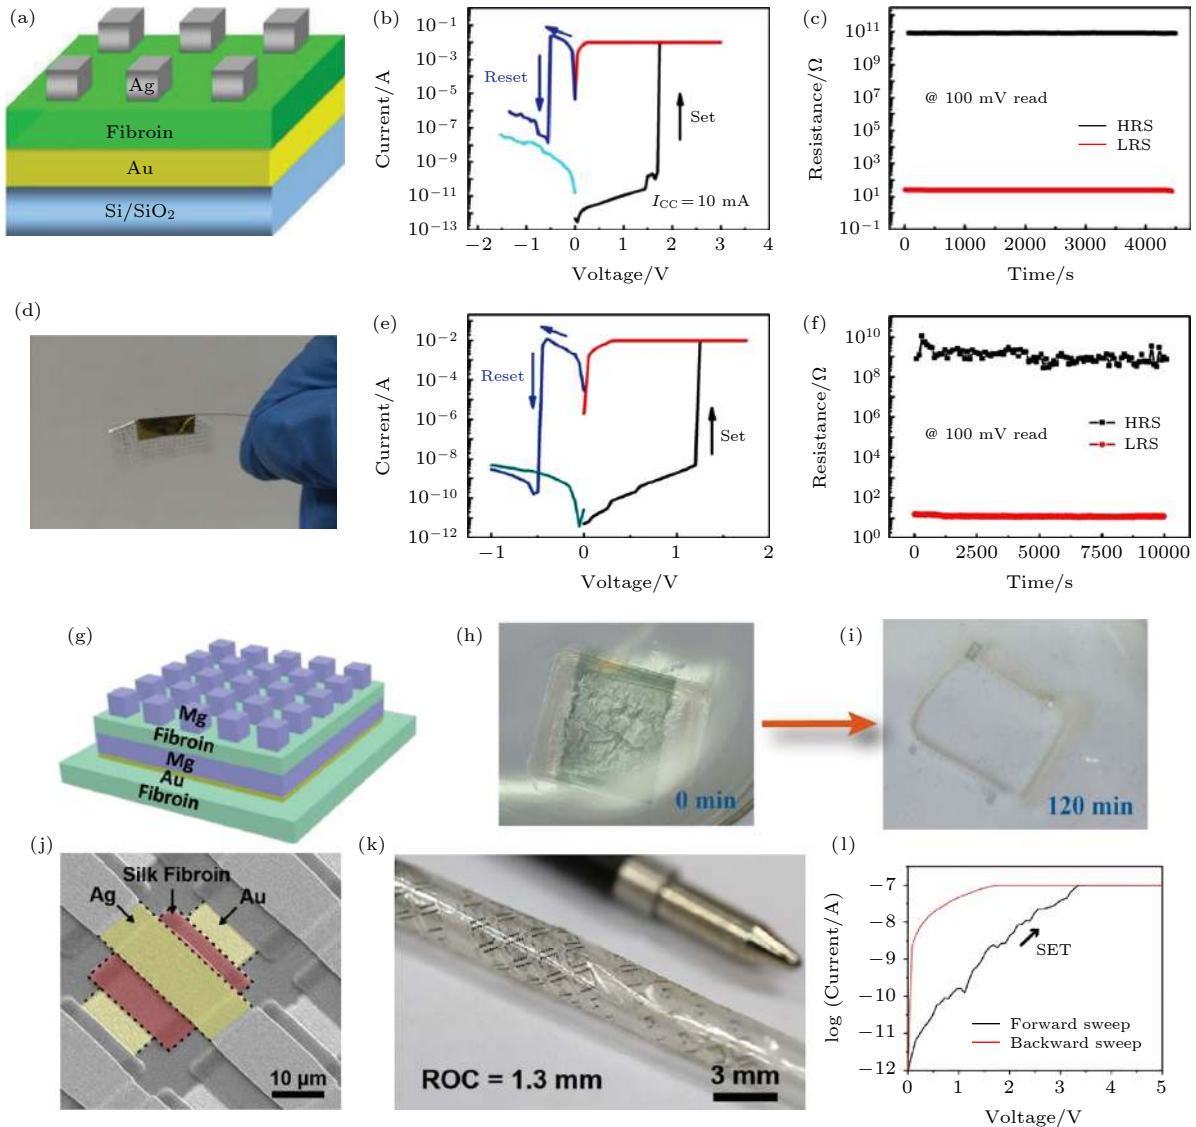 (a)
Ag
Fibroin
Au
Si/SiO₂
(b)
Current/A
10⁻¹
10⁻³
10⁻⁵
10⁻⁷
10⁻⁹
10⁻¹¹
10⁻¹³
Reset
Set
I_CC = 10 mA
−2 −1 0 1 2 3 4
Voltage/V
(c)
Resistance/Ω
10¹¹
10⁹
10⁷
10⁵
10³
10¹
10⁻¹
@ 100 mV read
HRS
LRS
0 1000 2000 3000 4000
Time/s
(d)
(e)
Current/A
10⁻²
10⁻⁴
10⁻⁶
10⁻⁸
10⁻¹⁰
10⁻¹²
Reset
Set
−1 0 1 2
Voltage/V
(f)
Resistance/Ω
10¹⁰
10⁸
10⁶
10⁴
10²
10⁰
@ 100 mV read
HRS
LRS
0 2500 5000 7500 10000
Time/s
(g)
Mg
Fibroin
Mg
Au
Fibroin
(h)
0 min
(i)
120 min
(j)
Silk Fibroin
Ag
Au
10 μm
(k)
ROC = 1.3 mm
3 mm
(l)
log (Current/A)
−7
−8
−9
−10
−11
−12
SET
Forward sweep
Backward sweep
0 1 2 3 4 5
Voltage/V